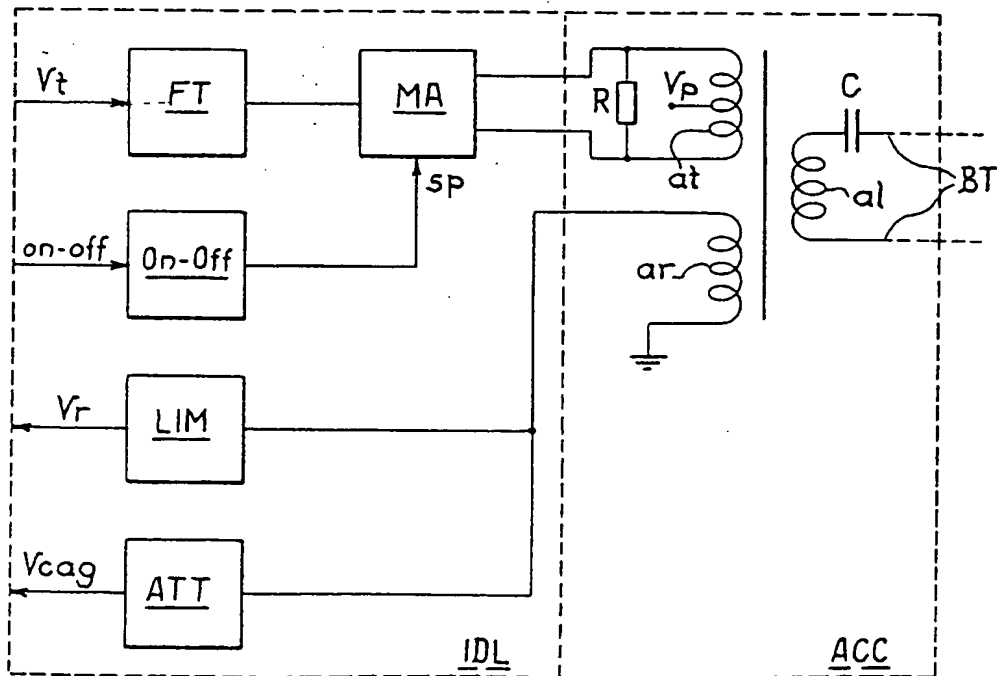 Vt
FT
MA
R
Vp
at
C
al
BT
sp
on-off
On-Off
ar
Vr
LIM
Vcag
ATT
IDL
ACC